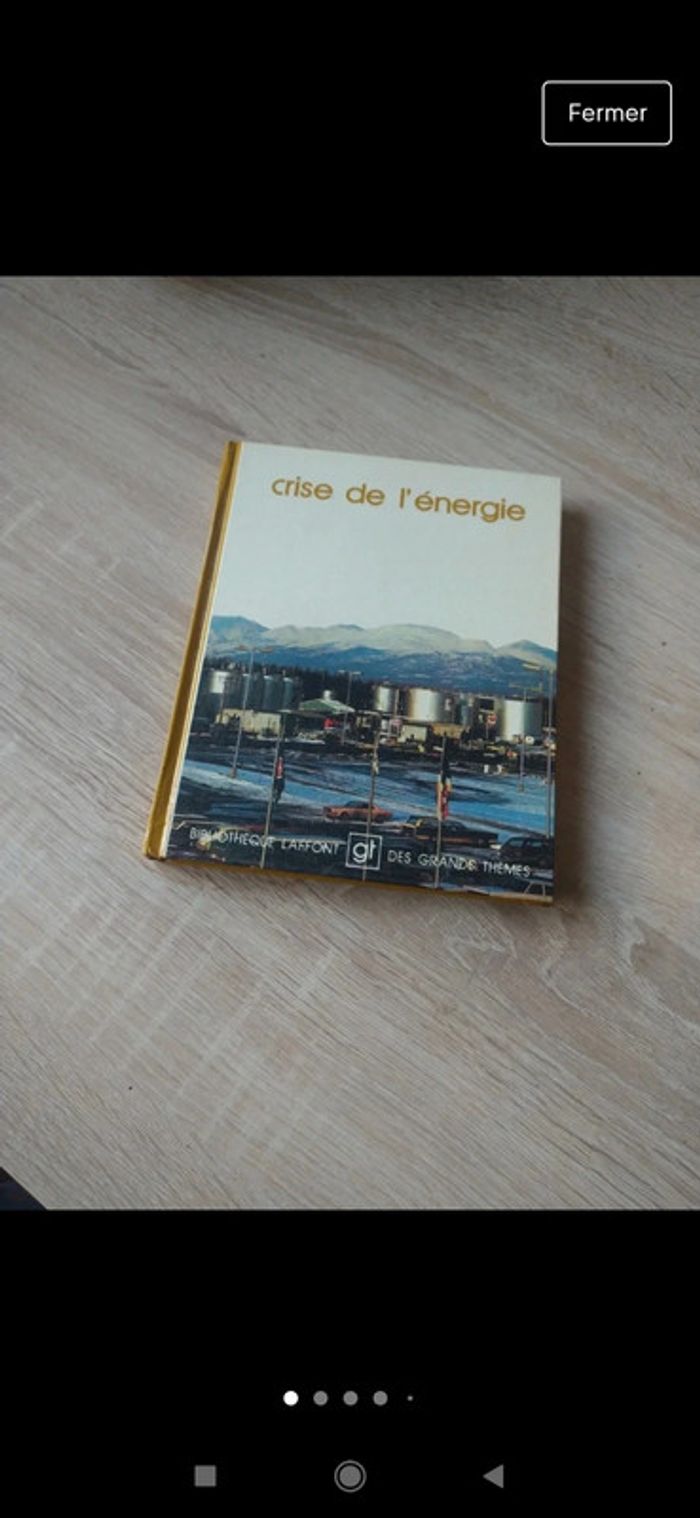 Fermer
crise de l'énergie
BIBLIOTHÈQUE LAFFONT gt DES GRANDS THÈMES